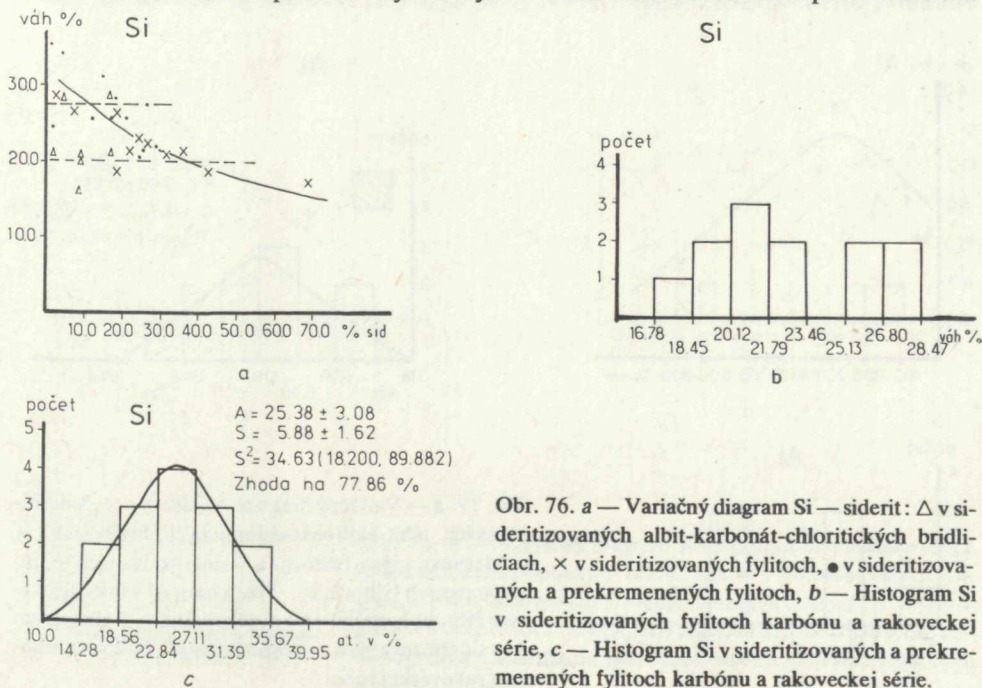 váh %
Si
300
200
100
10.0 20.0 30.0 40.0 50.0 60.0 70.0 % sid
a
Si
počet
4
3
2
1
16.78 20.12 23.46 26.80 váh %
18.45 21.79 25.13 28.47
b
počet
Si
5
4
3
2
1
A = 25.38 ± 3.08
S = 5.88 ± 1.62
S² = 34.63 (18.200, 89.882)
Zhoda na 77.86 %
10.0 18.56 27.11 35.67 at. v %
14.28 22.84 31.39 39.95
c
Obr. 76. a — Variačný diagram Si — siderit: Δ v si-
deritizovaných albit-karbonát-chloritických bridli-
ciach, × v sideritizovaných fylitoch, ● v sideritizova-
ných a prekremenených fylitoch, b — Histogram Si
v sideritizovaných fylitoch karbónu a rakoveckej
série, c — Histogram Si v sideritizovaných a prekre-
menených fylitoch karbónu a rakoveckej série.